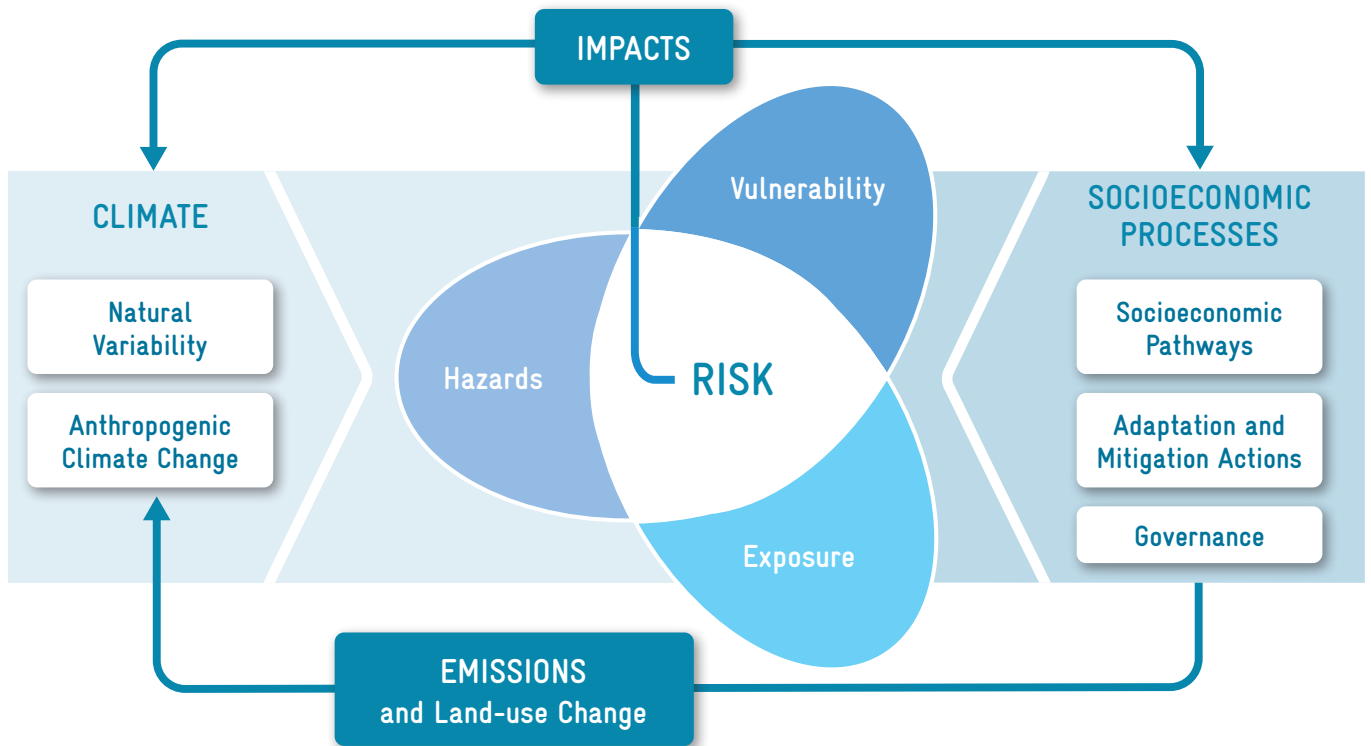 IMPACTS
CLIMATE
Natural
Variability
Anthropogenic
Climate Change
Vulnerability
Hazards
RISK
Exposure
SOCIOECONOMIC
PROCESSES
Socioeconomic
Pathways
Adaptation and
Mitigation Actions
Governance
EMISSIONS
and Land-use Change